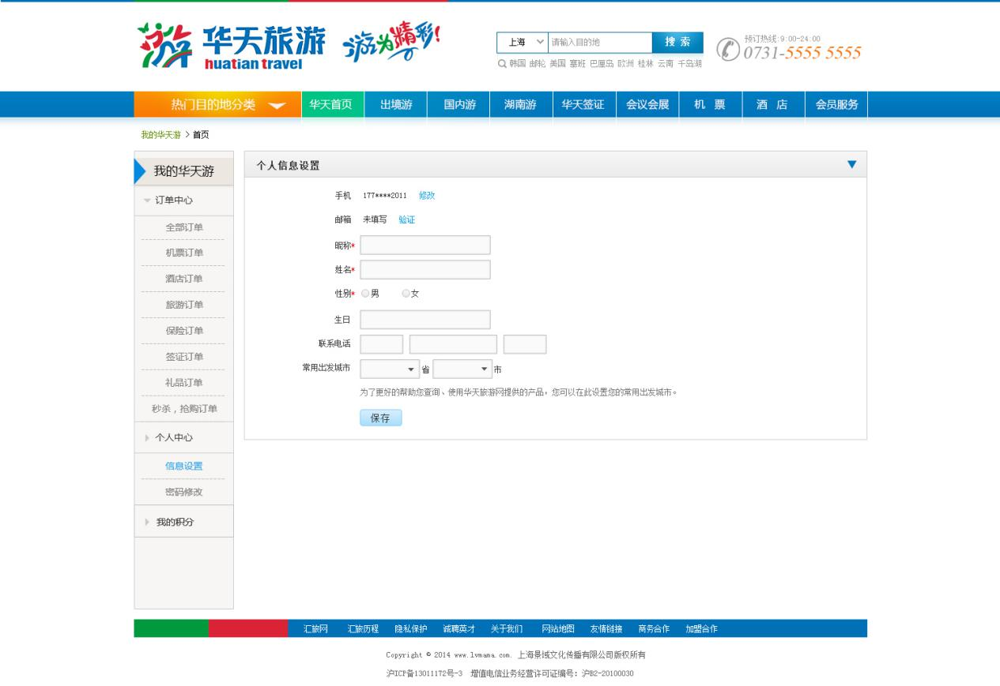 华天旅游
huatian travel
游为精彩!
上海 请输入目的地 搜 索
韩国 邮轮 美国 塞班 巴厘岛 欧洲 桂林 云南 千岛湖
预订热线:9:00-24:00
0731-5555 5555
热门目的地分类 华天首页 出境游 国内游 湖南游 华天签证 会议会展 机 票 酒 店 会员服务
我的华天游 > 首页
我的华天游
订单中心
全部订单
机票订单
酒店订单
旅游订单
保险订单
签证订单
礼品订单
秒杀，抢购订单
个人中心
信息设置
密码修改
我的积分
个人信息设置
手机 177****2011 修改
邮箱 未填写 验证
昵称*
姓名*
性别* 男 女
生日
联系电话
常用出发城市 省 市
为了更好的帮助您查询、使用华天旅游网提供的产品，您可以在此设置您的常用出发城市。
保存
汇旅网 汇旅历程 隐私保护 诚聘英才 关于我们 网站地图 友情链接 商务合作 加盟合作
Copyright © 2014 www.lvmama.com. 上海景域文化传播有限公司版权所有
沪ICP备13011172号-3 增值电信业务经营许可证编号：沪B2-20100030